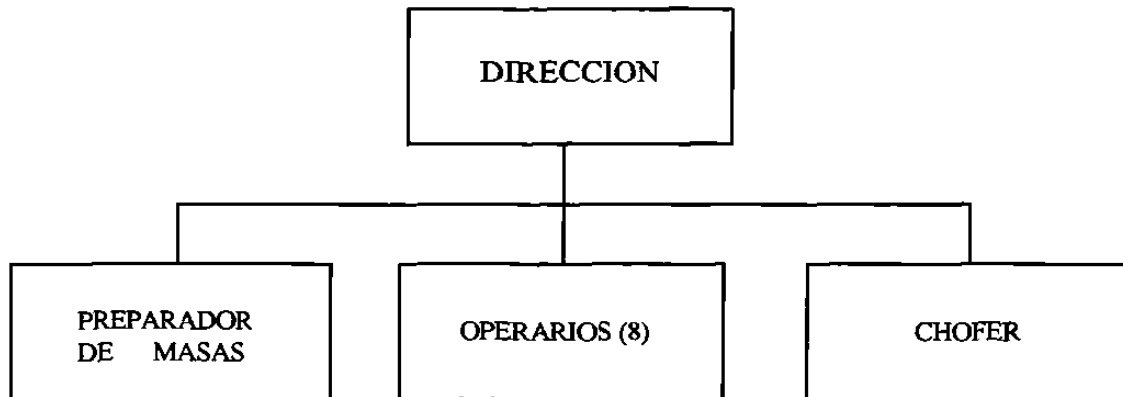 DIRECCION
PREPARADOR
DE MASAS
OPERARIOS (8)
CHOFER